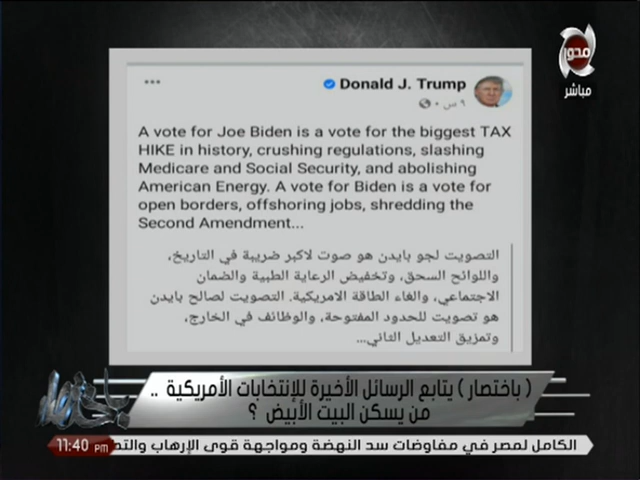 محور
مباشر
Donald J. Trump
٩ س
A vote for Joe Biden is a vote for the biggest TAX
HIKE in history, crushing regulations, slashing
Medicare and Social Security, and abolishing
American Energy. A vote for Biden is a vote for
open borders, offshoring jobs, shredding the
Second Amendment...
التصويت لجو بايدن هو صوت لاكبر ضريبة في التاريخ،
واللوائح السحق، وتخفيض الرعاية الطبية والضمان
الاجتماعي، والغاء الطاقة الامريكية. التصويت لصالح بايدن
هو تصويت للحدود المفتوحة، والوظائف في الخارج،
وتمزيق التعديل الثاني...
( باختصار ) يتابع الرسائل الأخيرة للإنتخابات الأمريكية ..
من يسكن البيت الأبيض ؟
باختصار
11:40 PM
الكامل لمصر في مفاوضات سد النهضة ومواجهة قوى الإرهاب